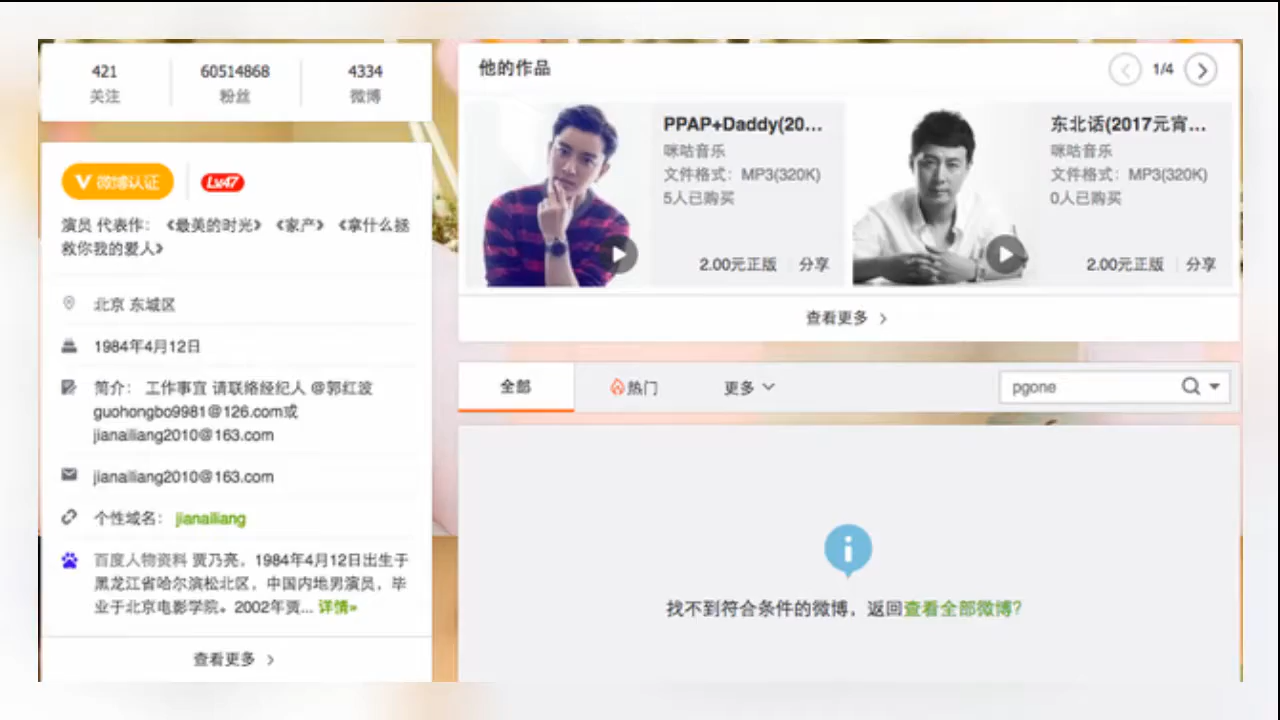 421
60514868
4334
关注
粉丝
微博
微博认证
Lv47
演员 代表作：《最美的时光》《家产》《拿什么拯
救你我的爱人》
北京 东城区
1984年4月12日
简介： 工作事宜 请联络经纪人 @郭红波
guohongbo9981@126.com或
jianailiang2010@163.com
jianailiang2010@163.com
个性域名： jianailiang
百度人物资料 贾乃亮，1984年4月12日出生于
黑龙江省哈尔滨松北区，中国内地男演员，毕
业于北京电影学院。2002年贾... 详情»
查看更多 >
他的作品
1/4
PPAP+Daddy(20...
咪咕音乐
文件格式：MP3(320K)
5人已购买
2.00元正版 分享
东北话(2017元宵...
咪咕音乐
文件格式：MP3(320K)
0人已购买
2.00元正版 分享
查看更多 >
全部
热门
更多
pgone
找不到符合条件的微博，返回查看全部微博?